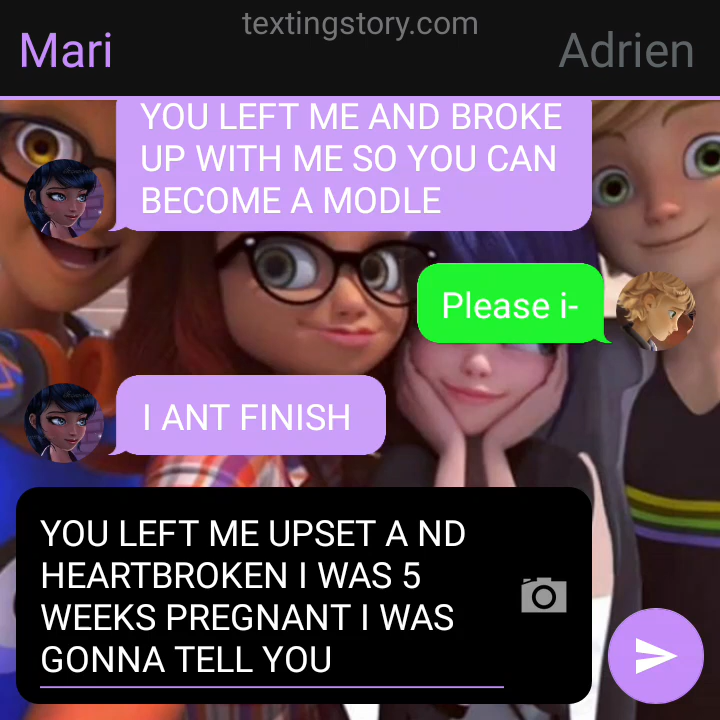 textingstory.com
Mari
Adrien
YOU LEFT ME AND BROKE
UP WITH ME SO YOU CAN
BECOME A MODLE
Please i-
I ANT FINISH
YOU LEFT ME UPSET A ND
HEARTBROKEN I WAS 5
WEEKS PREGNANT I WAS
GONNA TELL YOU